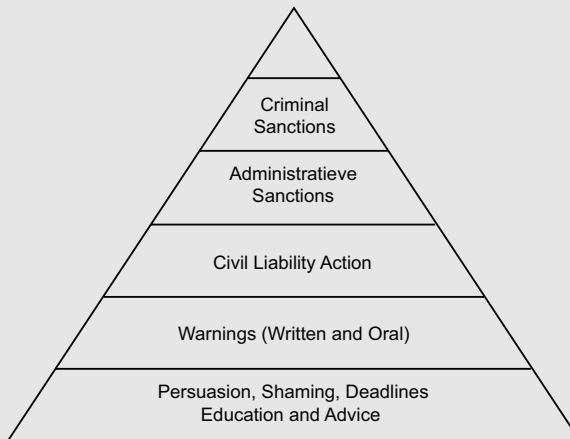 Criminal
Sanctions
Administratieve
Sanctions
Civil Liability Action
Warnings (Written and Oral)
Persuasion, Shaming, Deadlines
Education and Advice